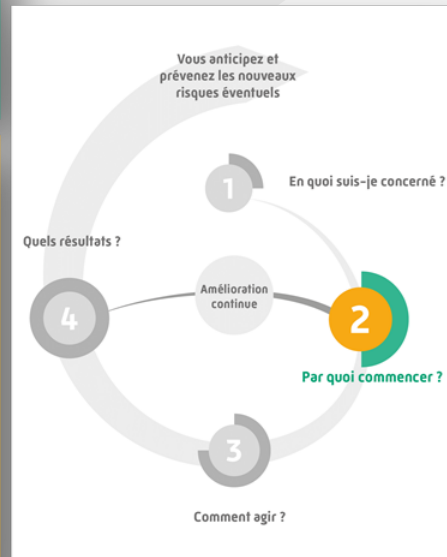 Vous anticipez et
prévenez les nouveaux
risques éventuels
1
En quoi suis-je concerné ?
Quels résultats ?
Amélioration
continue
4
2
Par quoi commencer ?
3
Comment agir ?